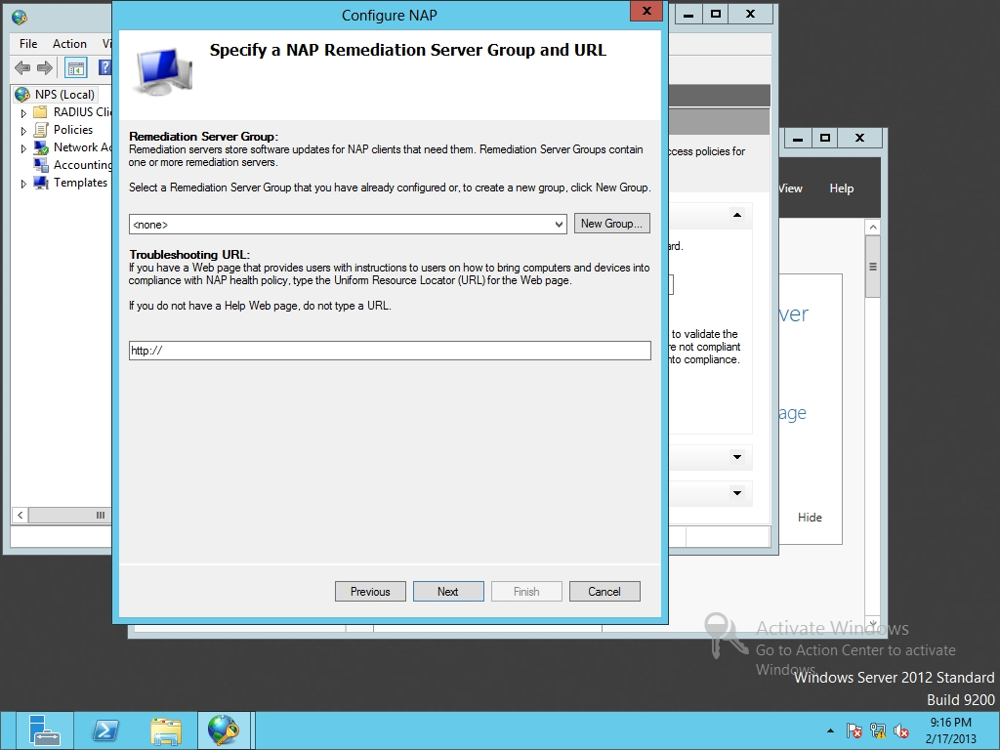 Configure NAP
File Action Vi
NPS (Local)
RADIUS Clie
Policies
Network Ac
Accounting
Templates
Specify a NAP Remediation Server Group and URL
Remediation Server Group:
Remediation servers store software updates for NAP clients that need them. Remediation Server Groups contain
one or more remediation servers.
Select a Remediation Server Group that you have already configured or, to create a new group, click New Group.
<none>
New Group...
Troubleshooting URL:
If you have a Web page that provides users with instructions to users on how to bring computers and devices into
compliance with NAP health policy, type the Uniform Resource Locator (URL) for the Web page.
If you do not have a Help Web page, do not type a URL.
http://
Previous Next Finish Cancel
ccess policies for
rd.
to validate the
re not compliant
nto compliance.
View Help
ver
age
Hide
Activate Windows
Go to Action Center to activate
Windows.
Windows Server 2012 Standard
Build 9200
9:16 PM
2/17/2013